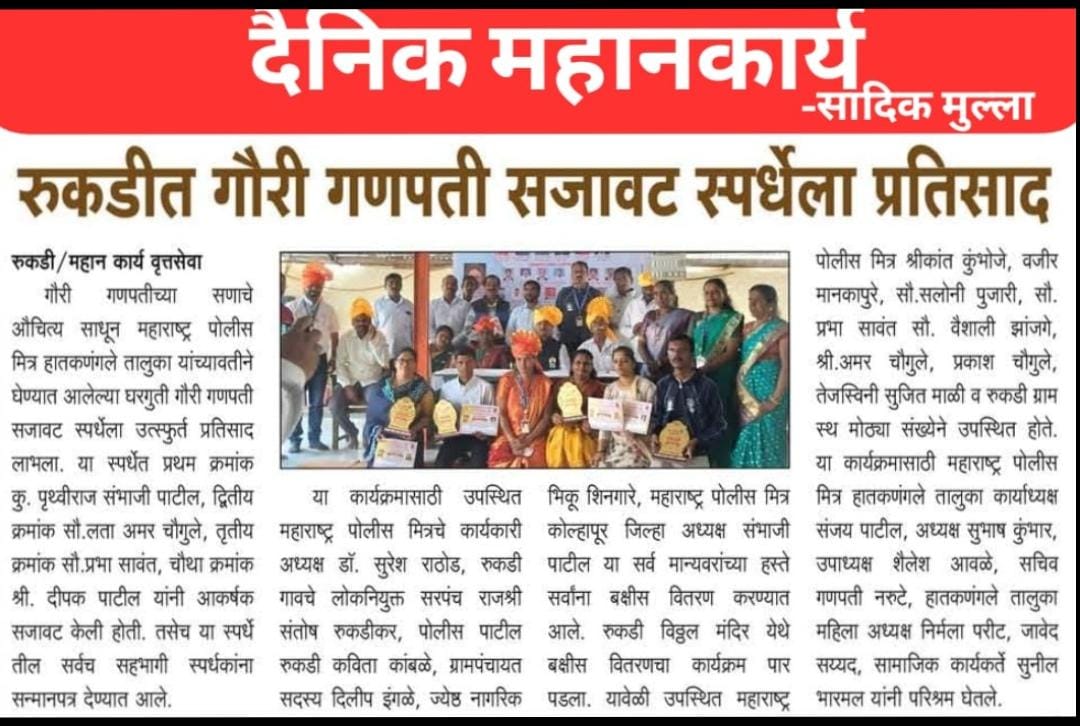 दैनिक महानकार्य
-सादिक मुल्ला
रुकडीत गौरी गणपती सजावट स्पर्धेला प्रतिसाद
रुकडी/महान कार्य वृत्तसेवा
गौरी गणपतीच्या सणाचे
औचित्य साधून महाराष्ट्र पोलीस
मित्र हातकणंगले तालुका यांच्यावतीने
घेण्यात आलेल्या घरगुती गौरी गणपती
सजावट स्पर्धेला उत्स्फुर्त प्रतिसाद
लाभला. या स्पर्धेत प्रथम क्रमांक
कु. पृथ्वीराज संभाजी पाटील, द्वितीय
क्रमांक सौ.लता अमर चौगुले, तृतीय
क्रमांक सौ.प्रभा सावंत, चौथा क्रमांक
श्री. दीपक पाटील यांनी आकर्षक
सजावट केली होती. तसेच या स्पर्धे
तील सर्वच सहभागी स्पर्धकांना
सन्मानपत्र देण्यात आले.
या कार्यक्रमासाठी उपस्थित
महाराष्ट्र पोलीस मित्रचे कार्यकारी
अध्यक्ष डॉ. सुरेश राठोड, रुकडी
गावचे लोकनियुक्त सरपंच राजश्री
संतोष रुकडीकर, पोलीस पाटील
रुकडी कविता कांबळे, ग्रामपंचायत
सदस्य दिलीप इंगळे, ज्येष्ठ नागरिक
भिकू शिनगारे, महाराष्ट्र पोलीस मित्र
कोल्हापूर जिल्हा अध्यक्ष संभाजी
पाटील या सर्व मान्यवरांच्या हस्ते
सर्वांना बक्षीस वितरण करण्यात
आले. रुकडी विठ्ठल मंदिर येथे
बक्षीस वितरणचा कार्यक्रम पार
पडला. यावेळी उपस्थित महाराष्ट्र
पोलीस मित्र श्रीकांत कुंभोजे, वजीर
मानकापुरे, सौ.सलोनी पुजारी, सौ.
प्रभा सावंत सौ. वैशाली झांजगे,
श्री.अमर चौगुले, प्रकाश चौगुले,
तेजस्विनी सुजित माळी व रुकडी ग्राम
स्थ मोठ्या संख्येने उपस्थित होते.
या कार्यक्रमासाठी महाराष्ट्र पोलीस
मित्र हातकणंगले तालुका कार्याध्यक्ष
संजय पाटील, अध्यक्ष सुभाष कुंभार,
उपाध्यक्ष शैलेश आवळे, सचिव
गणपती नरुटे, हातकणंगले तालुका
महिला अध्यक्ष निर्मला परीट, जावेद
सय्यद, सामाजिक कार्यकर्ते सुनील
भारमल यांनी परिश्रम घेतले.